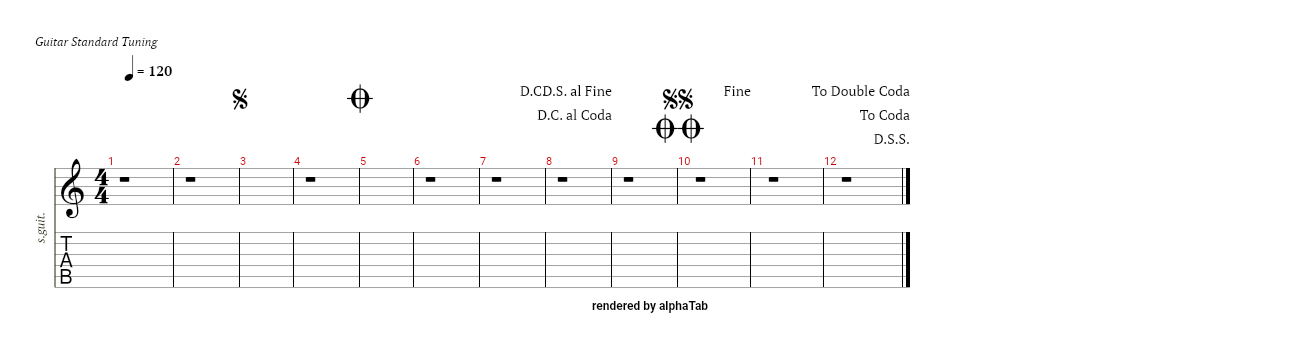 Guitar Standard Tuning
= 120
D.CD.S. al Fine
Fine
To Double Coda
D.C. al Coda
To Coda
D.S.S.
1 2 3 4 5 6 7 8 9 10 11 12
4
4
s.guit.
T
A
B
rendered by alphaTab